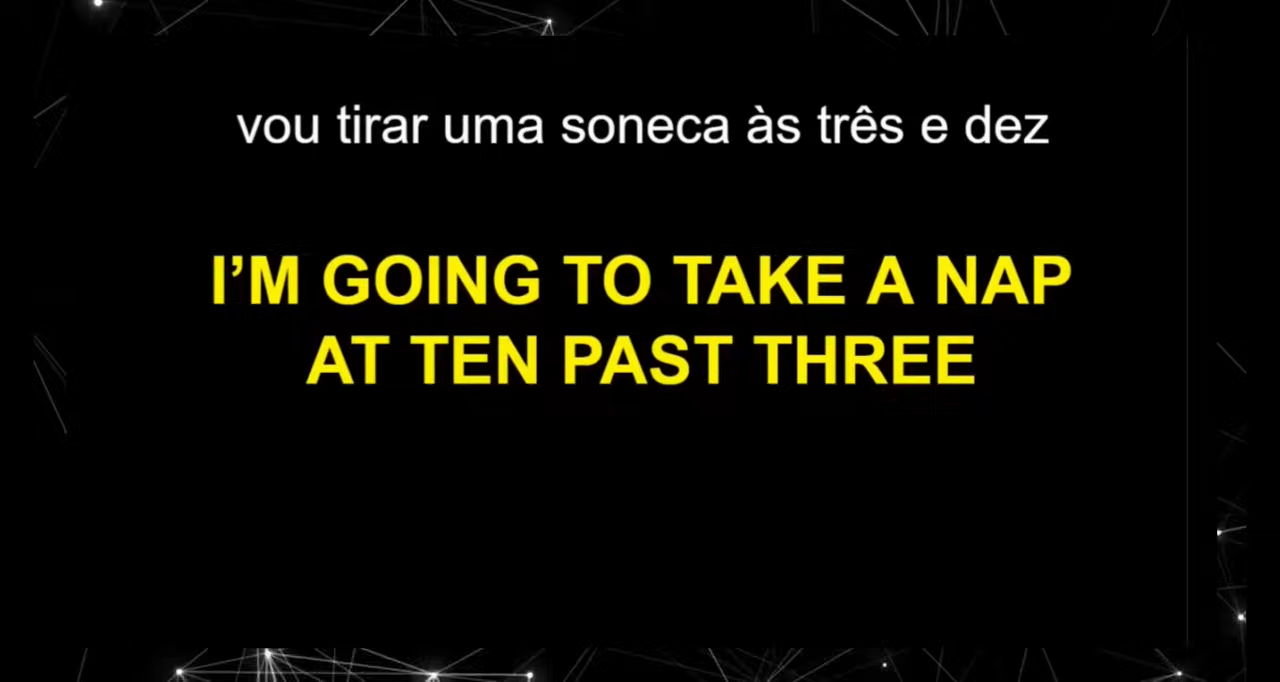 vou tirar uma soneca às três e dez
I’M GOING TO TAKE A NAP
AT TEN PAST THREE